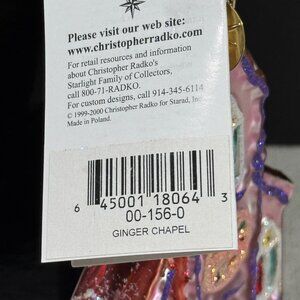 Please visit our web site:
www.christopherradko.com
For retail resources and information
about Christopher Radko's
Starlight Family of Collectors,
call 800-71-RADKO.
For custom designs, call 914-345-6114
© 1999-2000 Christopher Radko for Starad, Inc.
Made in Poland.
6 45001 18064 3
00-156-0
GINGER CHAPEL